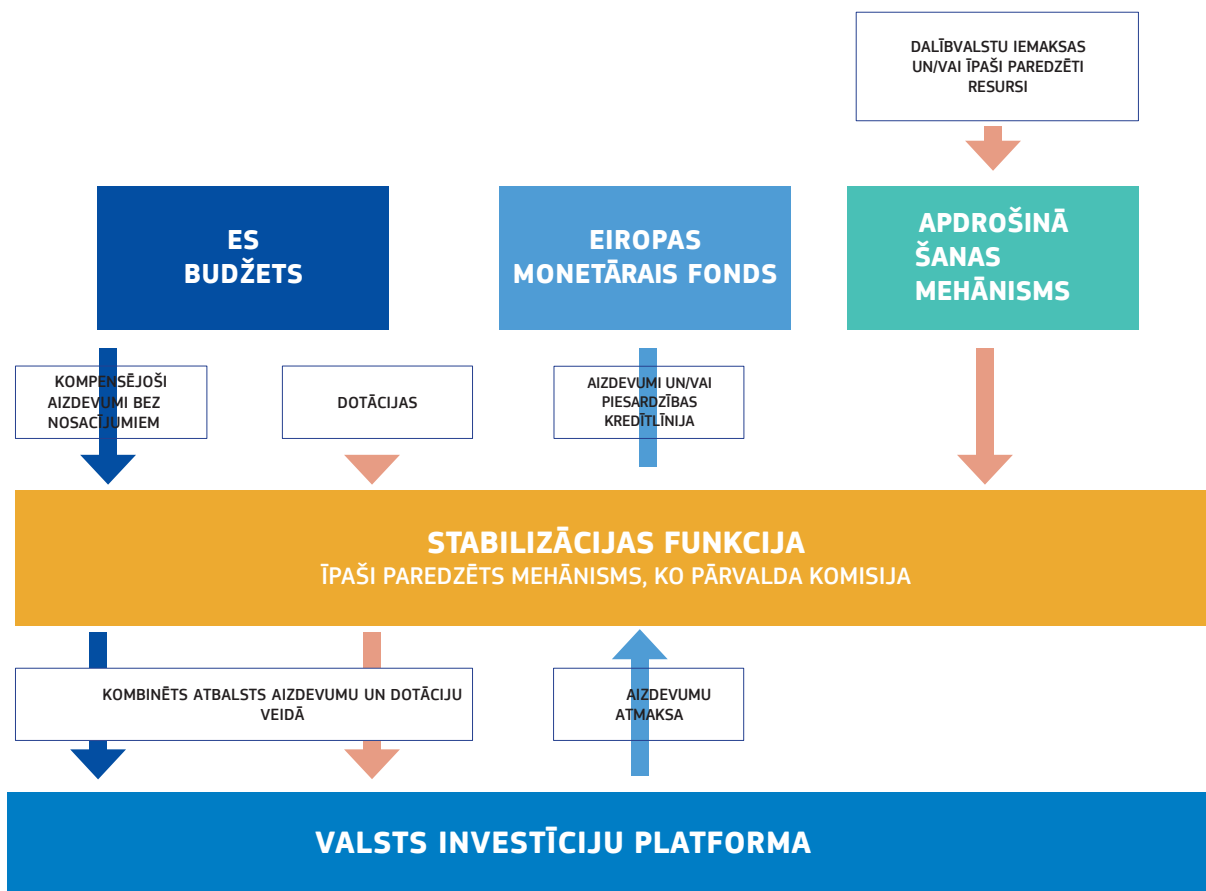 DALĪBVALSTU IEMAKSAS
UN/VAI ĪPAŠI PAREDZĒTI
RESURSI
ES
BUDŽETS
EIROPAS
MONETĀRAIS FONDS
APDROŠINĀ
ŠANAS
MEHĀNISMS
KOMPENSĒJOŠI
AIZDEVUMI BEZ
NOSACĪJUMIEM
DOTĀCIJAS
AIZDEVUMI UN/VAI
PIESARDZĪBAS
KREDĪTLĪNIJA
STABILIZĀCIJAS FUNKCIJA
ĪPAŠI PAREDZĒTS MEHĀNISMS, KO PĀRVALDA KOMISIJA
KOMBINĒTS ATBALSTS AIZDEVUMU UN DOTĀCIJU
VEIDĀ
AIZDEVUMU
ATMAKSA
VALSTS INVESTĪCIJU PLATFORMA